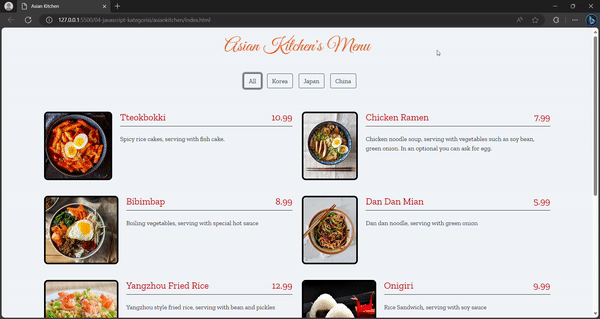 Asian Kitchen
127.0.0.1:5500/04-javascript-kategorisi/asiankitchen/index.html
Asian Kitchen's Menu
All Korea Japan China
Tteokbokki 10.99
Spicy rice cakes, serving with fish cake.
Chicken Ramen 7.99
Chicken noodle soup, serving with vegetables such as soy bean,
green onion. In an optional you can ask for egg.
Bibimbap 8.99
Boiling vegetables, serving with special hot sauce
Dan Dan Mian 5.99
Dan dan noodle, serving with green onion
Yangzhou Fried Rice 12.99
Yangzhou style fried rice, serving with bean and pickles
Onigiri 9.99
Rice Sandwich, serving with soy sauce